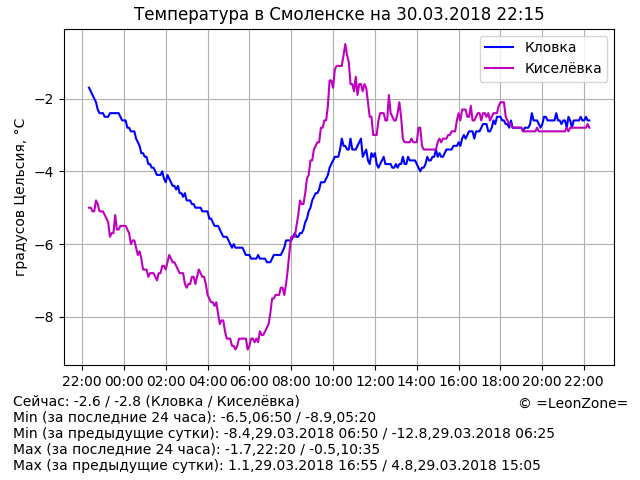 Температура в Смоленске на 30.03.2018 22:15
Кловка
Киселёвка
градусов Цельсия, °C
−2
−4
−6
−8
22:00 00:00 02:00 04:00 06:00 08:00 10:00 12:00 14:00 16:00 18:00 20:00 22:00
Сейчас: -2.6 / -2.8 (Кловка / Киселёвка)
© =LeonZone=
Min (за последние 24 часа): -6.5,06:50 / -8.9,05:20
Min (за предыдущие сутки): -8.4,29.03.2018 06:50 / -12.8,29.03.2018 06:25
Max (за последние 24 часа): -1.7,22:20 / -0.5,10:35
Max (за предыдущие сутки): 1.1,29.03.2018 16:55 / 4.8,29.03.2018 15:05